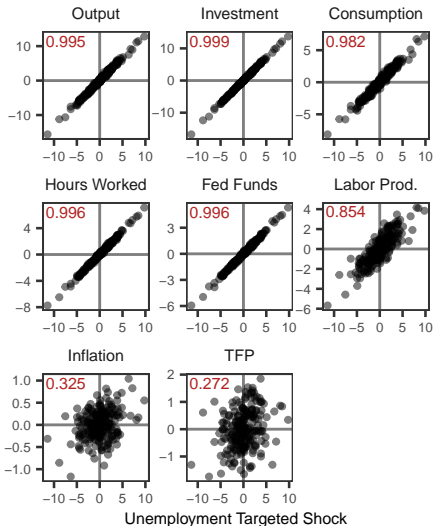 Output Investment Consumption
0.995 0.999 0.982
10 0 −10
10 0 −10
5 0 −5
−10 −5 0 5 10 −10 −5 0 5 10 −10 −5 0 5 10
Hours Worked Fed Funds Labor Prod.
0.996 0.996 0.854
4 0 −4 −8
3 0 −3 −6
4 2 0 −2 −4 −6
−10 −5 0 5 10 −10 −5 0 5 10 −10 −5 0 5 10
Inflation TFP
0.325 0.272
1.0 0.5 0.0 −0.5 −1.0
2 1 0 −1
−10 −5 0 5 10 −10 −5 0 5 10
Unemployment Targeted Shock